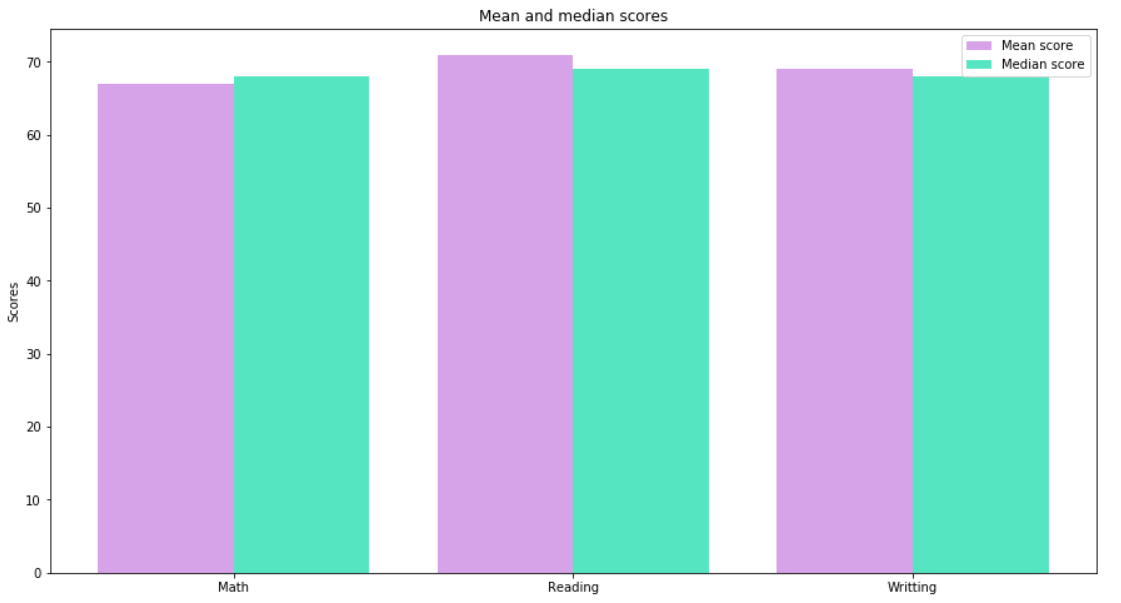 Mean and median scores
Mean score
Median score
70
60
50
40
30
20
10
0
Scores
Math
Reading
Writting